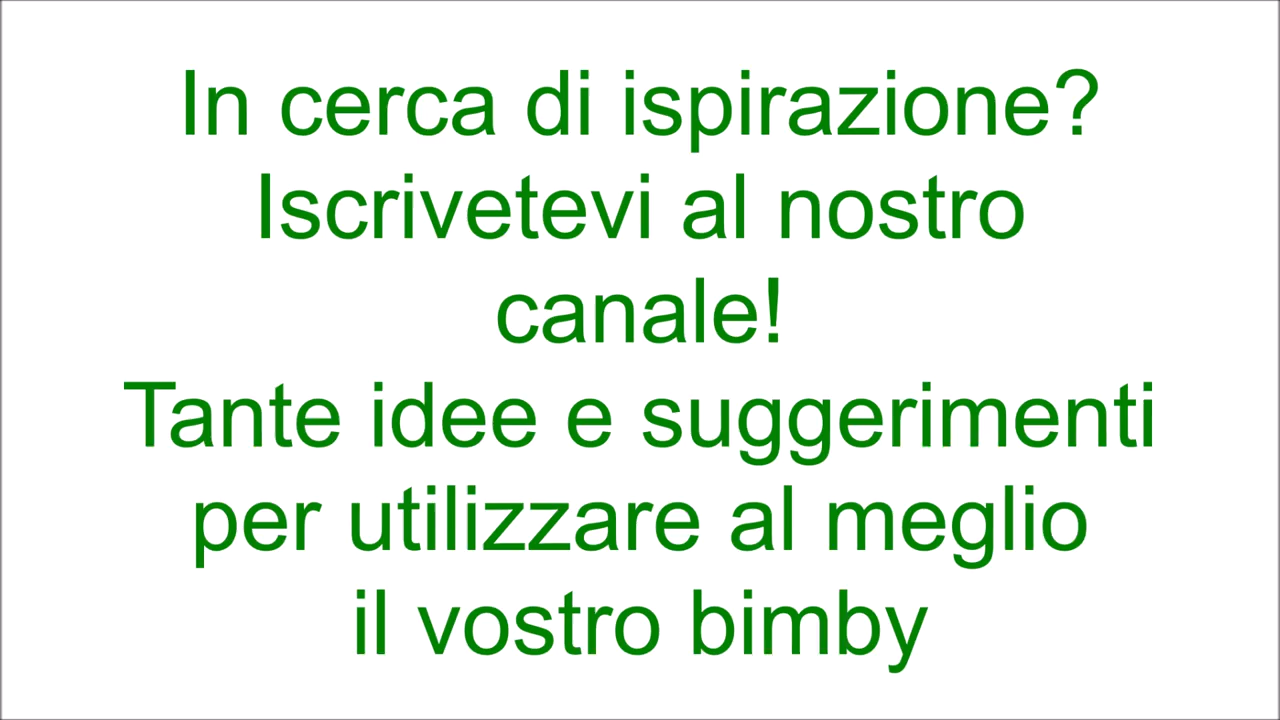 In cerca di ispirazione?
Iscrivetevi al nostro
canale!
Tante idee e suggerimenti
per utilizzare al meglio
il vostro bimby